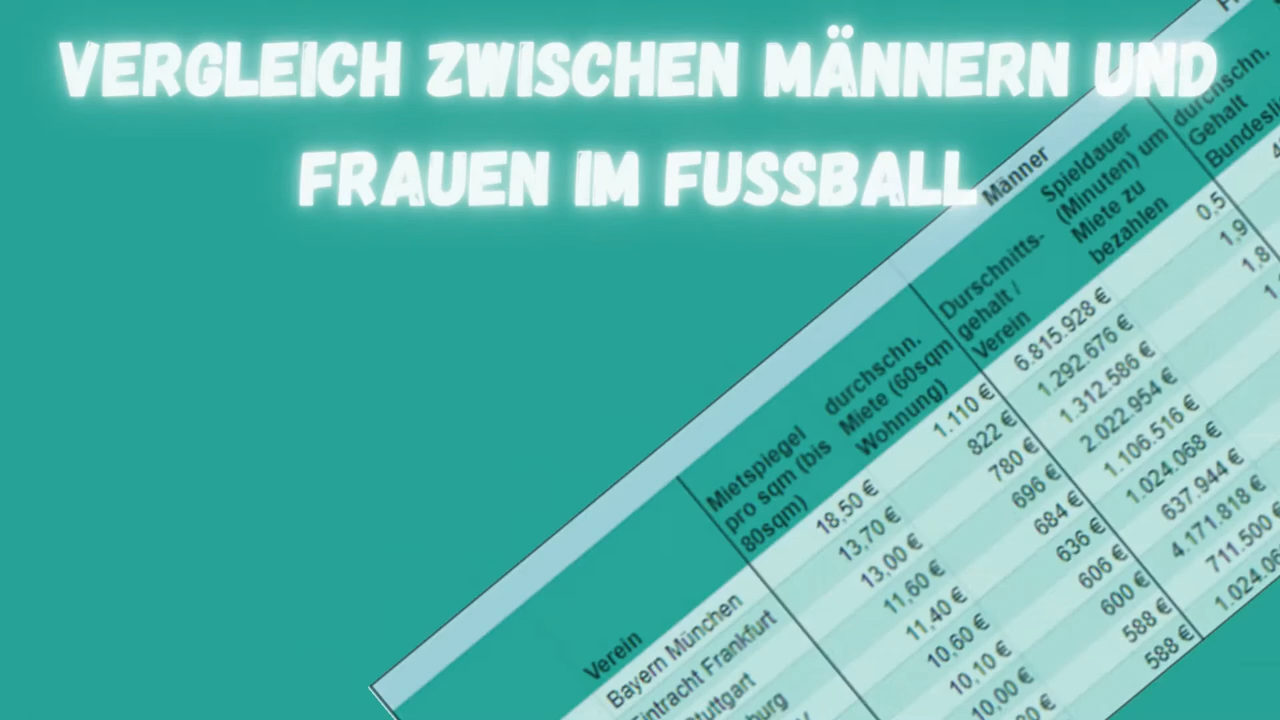 VERGLEICH ZWISCHEN MÄNNERN UND
FRAUEN IM FUSSBALL
Männer
Verein
Mietspiegel
pro sqm (bis
80sqm)
durchschn.
Miete (60sqm
Wohnung)
Durschnitts-
gehalt /
Verein
Spieldauer
(Minuten) um
Miete zu
bezahlen
durchschn.
Gehalt
Bayern München 18,50 € 1.110 € 6.815.928 € 0,5
Eintracht Frankfurt 13,70 € 822 € 1.292.676 € 1,9
13,00 € 780 € 1.312.586 € 1,8
11,60 € 696 € 2.022.954 €
11,40 € 684 € 1.106.516 €
10,60 € 636 € 1.024.068 €
10,10 € 606 € 637.944 €
10,00 € 600 € 4.171.818 €
588 € 711.500 €
588 €